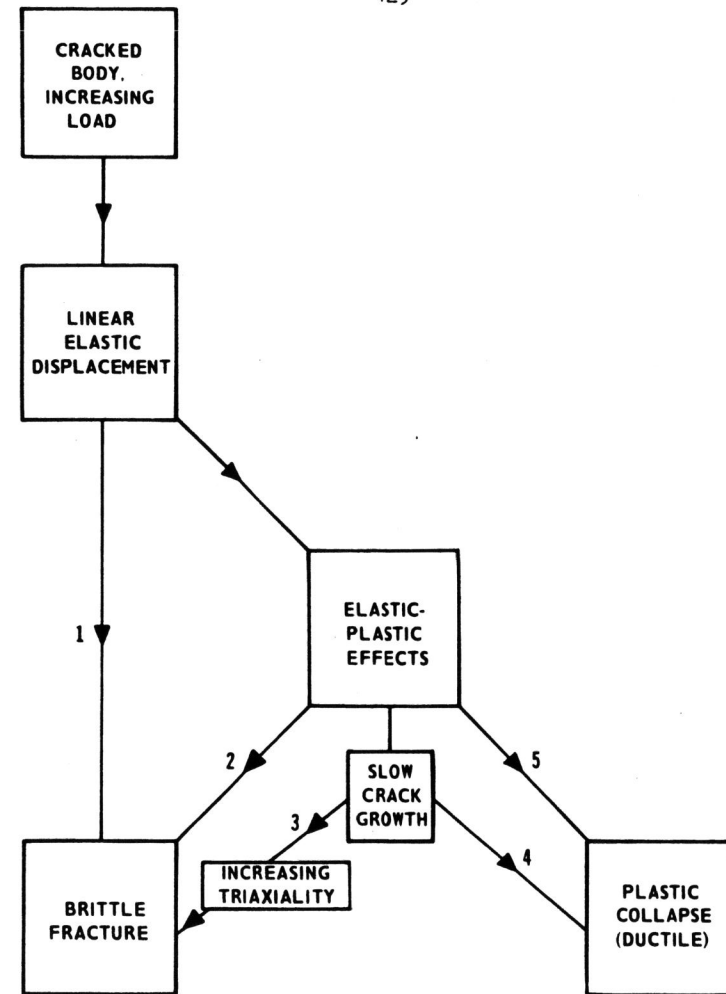 CRACKED
BODY,
INCREASING
LOAD
LINEAR
ELASTIC
DISPLACEMENT
1
ELASTIC-
PLASTIC
EFFECTS
2
SLOW
CRACK
GROWTH
5
3
4
INCREASING
TRIAXIALITY
BRITTLE
FRACTURE
PLASTIC
COLLAPSE
(DUCTILE)